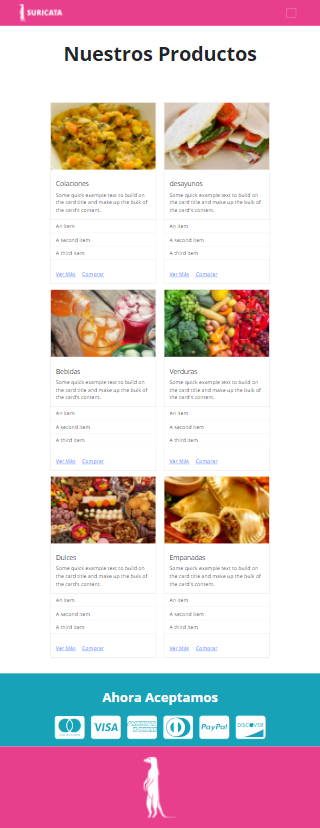 SURICATA
Nuestros Productos
Colaciones
Some quick example text to build on
the card title and make up the bulk of
the card's content.
An item
A second item
A third item
Ver Más Comprar
desayunos
Some quick example text to build on
the card title and make up the bulk of
the card's content.
An item
A second item
A third item
Ver Más Comprar
Bebidas
Some quick example text to build on
the card title and make up the bulk of
the card's content.
An item
A second item
A third item
Ver Más Comprar
Verduras
Some quick example text to build on
the card title and make up the bulk of
the card's content.
An item
A second item
A third item
Ver Más Comprar
Dulces
Some quick example text to build on
the card title and make up the bulk of
the card's content.
An item
A second item
A third item
Ver Más Comprar
Empanadas
Some quick example text to build on
the card title and make up the bulk of
the card's content.
An item
A second item
A third item
Ver Más Comprar
Ahora Aceptamos
VISA
AMERICAN
EXPRESS
PayPal
DISCOVER